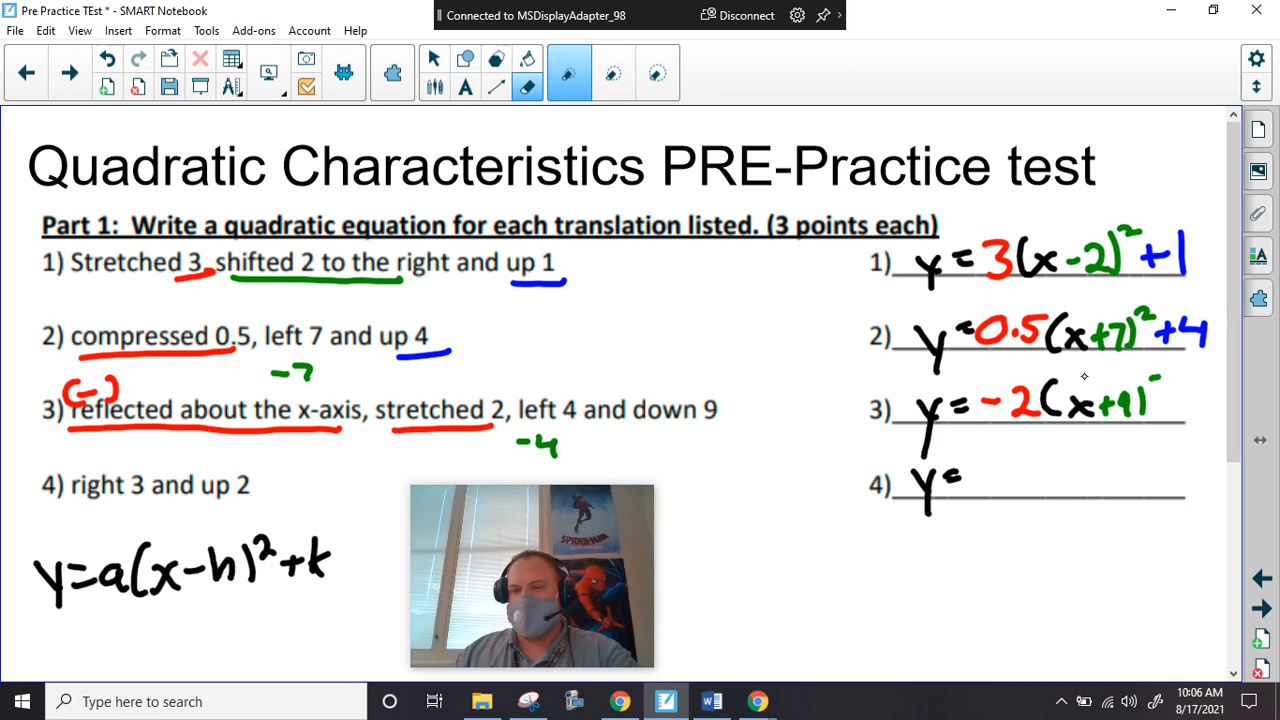 Pre Practice TEst * - SMART Notebook
Connected to MSDisplayAdapter_98
Disconnect
File Edit View Insert Format Tools Add-ons Account Help
Quadratic Characteristics PRE-Practice test
Part 1: Write a quadratic equation for each translation listed. (3 points each)
1) Stretched 3, shifted 2 to the right and up 1
1) y = 3(x-2)² +1
2) compressed 0.5, left 7 and up 4
2) y = 0.5(x+7)² +4
-7
(-)
3) reflected about the x-axis, stretched 2, left 4 and down 9
3) y = -2(x+9)
-4
4) right 3 and up 2
4) y =
y=a(x-h)²+k
SPIDER-MAN
Type here to search
10:06 AM
8/17/2021